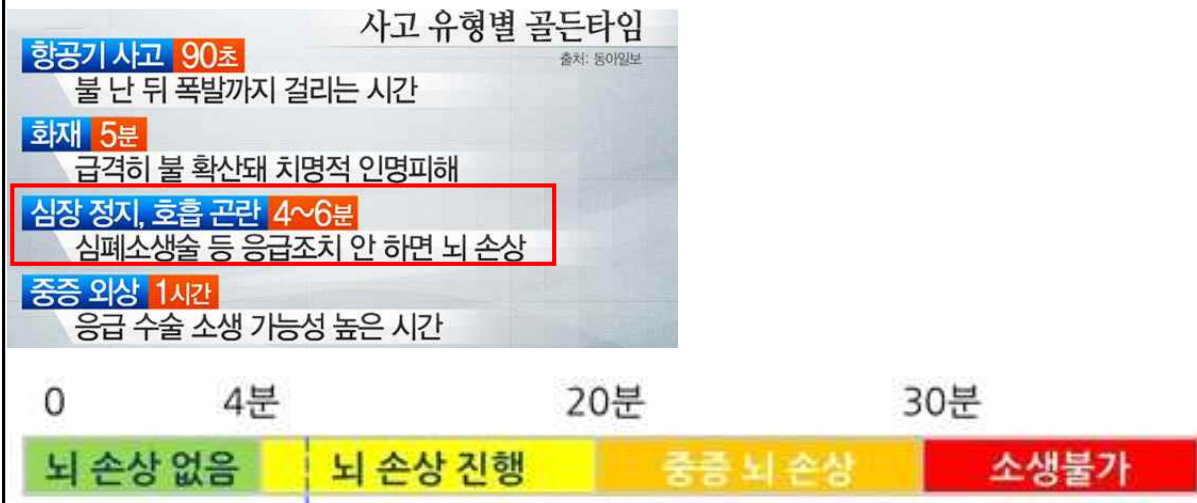 사고 유형별 골든타임
출처: 동아일보
항공기 사고 90초
불 난 뒤 폭발까지 걸리는 시간
화재 5분
급격히 불 확산돼 치명적 인명피해
심장 정지, 호흡 곤란 4~6분
심폐소생술 등 응급조치 안 하면 뇌 손상
중증 외상 1시간
응급 수술 소생 가능성 높은 시간
0 4분 20분 30분
뇌 손상 없음 뇌 손상 진행 중증 뇌 손상 소생불가